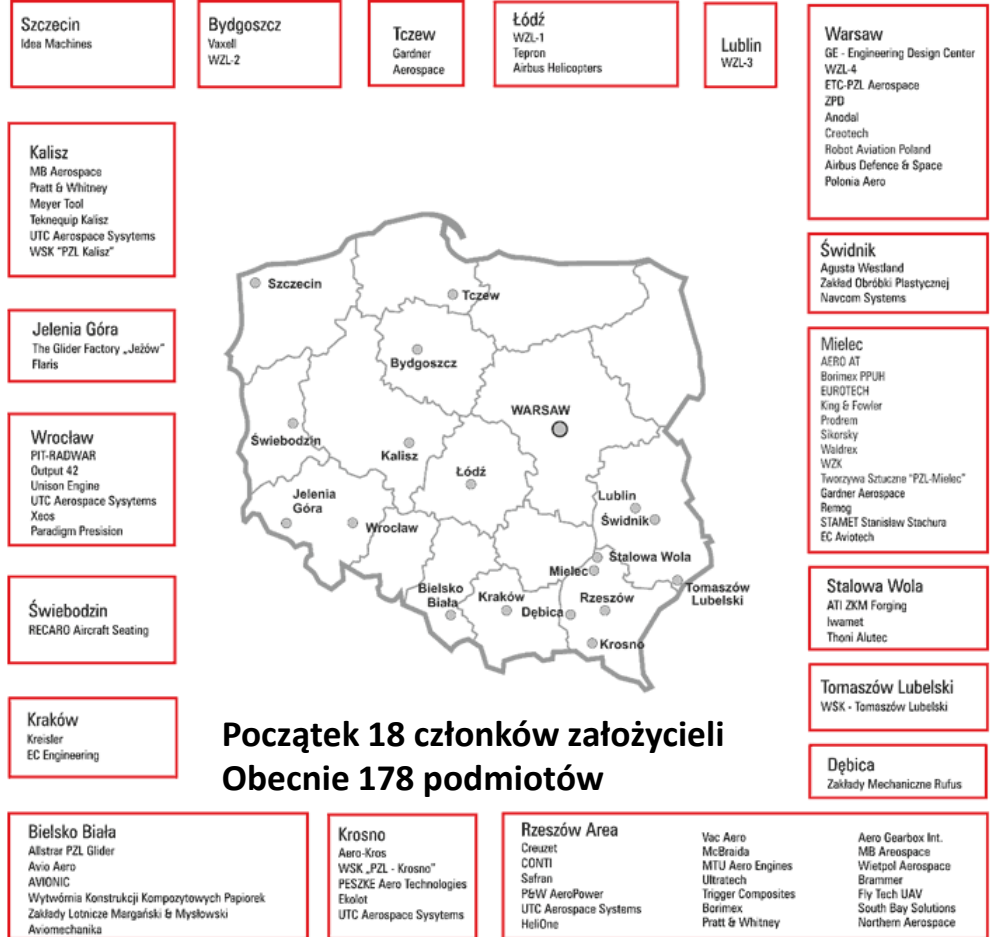 Szczecin
Idea Machines
Bydgoszcz
Vaxell
WZL-2
Tczew
Gardner
Aerospace
Łódź
WZL-1
Tepron
Airbus Helicopters
Lublin
WZL-3
Warsaw
GE - Engineering Design Center
WZL-4
ETC-PZL Aerospace
ZPD
Anodal
Creotech
Robot Aviation Poland
Airbus Defence & Space
Polonia Aero
Kalisz
MB Aerospace
Pratt & Whitney
Meyer Tool
Teknequip Kalisz
UTC Aerospace Sysytems
WSK "PZL Kalisz"
Świdnik
Agusta Westland
Zakład Obróbki Plastycznej
Navcom Systems
Jelenia Góra
The Glider Factory „Jeżów"
Flaris
Mielec
AERO AT
Borimex PPUH
EUROTECH
King & Fowler
Prodrem
Sikorsky
Waldrex
WZK
Tworzywa Sztuczne "PZL-Mielec"
Gardner Aerospace
Remog
STAMET Stanisław Stachura
EC Aviotech
Wrocław
PIT-RADWAR
Output 42
Unison Engine
UTC Aerospace Sysytems
Xeos
Paradigm Presision
Świebodzin
RECARO Aircraft Seating
Stalowa Wola
ATI ZKM Forging
Iwamet
Thoni Alutec
Tomaszów Lubelski
WSK - Tomaszów Lubelski
Kraków
Kreisler
EC Engineering
Dębica
Zakłady Mechaniczne Rufus
Szczecin
Tczew
Bydgoszcz
WARSAW
Świebodzin
Kalisz
Łódź
Jelenia
Góra
Wrocław
Lublin
Świdnik
Stalowa Wola
Mielec
Tomaszów
Lubelski
Bielsko
Biała
Kraków
Dębica
Rzeszów
Krosno
Początek 18 członków założycieli
Obecnie 178 podmiotów
Bielsko Biała
Allstar PZL Glider
Avio Aero
AVIONIC
Wytwórnia Konstrukcji Kompozytowych Papiorek
Zakłady Lotnicze Margański & Mysłowski
Aviomechanika
Krosno
Aero-Kros
WSK „PZL - Krosno"
PESZKE Aero Technologies
Ekolot
UTC Aerospace Sysytems
Rzeszów Area
Creuzet
CONTI
Safran
P&W AeroPower
UTC Aerospace Systems
HeliOne
Vac Aero
McBraida
MTU Aero Engines
Ultratech
Trigger Composites
Borimex
Pratt & Whitney
Aero Gearbox Int.
MB Areospace
Wietpol Aerospace
Brammer
Fly Tech UAV
South Bay Solutions
Northern Aerospace